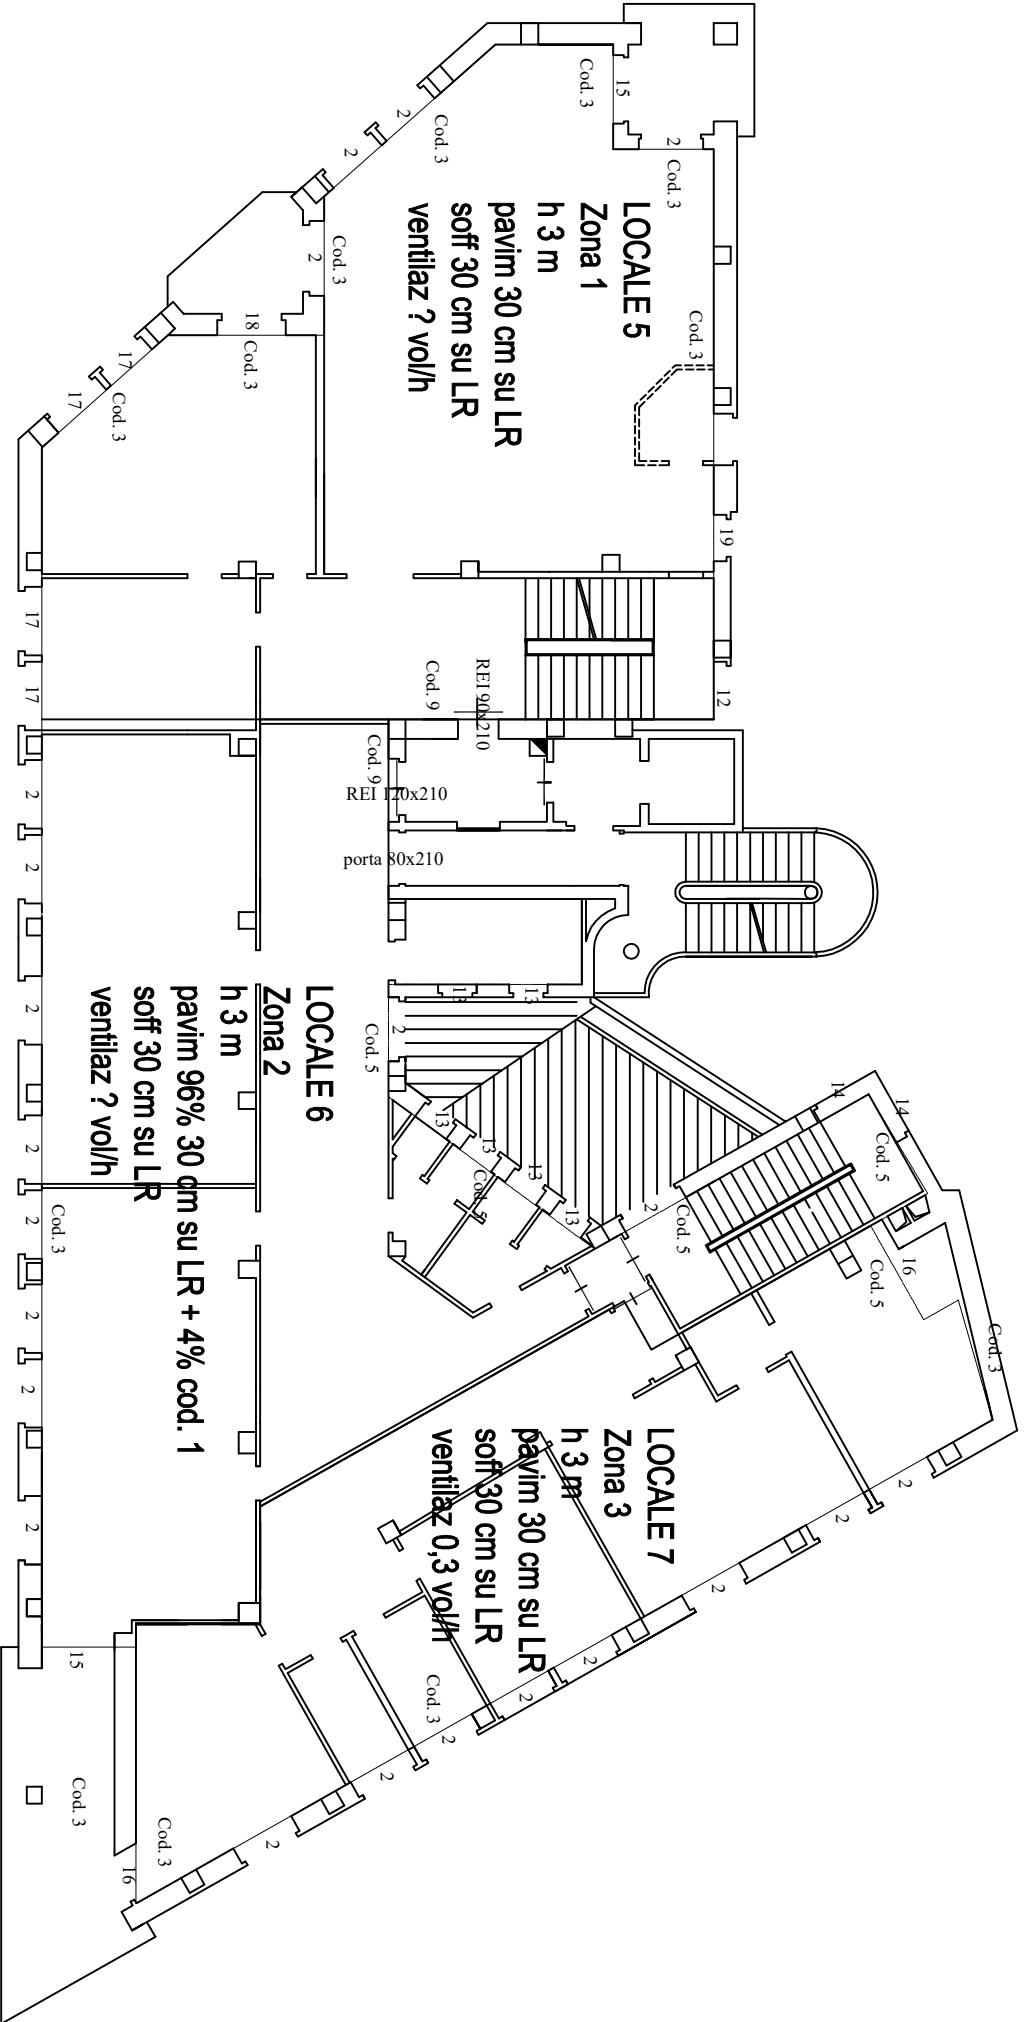 LOCALE 5
Zona 1
h 3 m
pavim 30 cm su LR
soff 30 cm su LR
ventilaz ? vol/h
LOCALE 6
Zona 2
h 3 m
pavim 96% 30 cm su LR + 4% cod. 1
soff 30 cm su LR
ventilaz ? vol/h
LOCALE 7
Zona 3
h 3 m
pavim 30 cm su LR
soff 30 cm su LR
ventilaz 0,3 vol/h
15
Cod. 3
2
Cod. 3
2
Cod. 3
2
2
Cod. 3
18
Cod. 3
Cod. 3
17
17
Cod. 3
19
12
17
17
Cod. 9
REI 90x210
Cod. 9
REI 120x210
porta 80x210
2
2
2
2
2
2
2
2
Cod. 3
13
13
2
Cod. 5
13
13
13
13
Cod. 5
2
Cod. 5
14
14
Cod. 5
Cod. 5
16
Cod. 3
2
2
2
2
2
2
2
2
Cod. 3
15
Cod. 3
Cod. 3
16